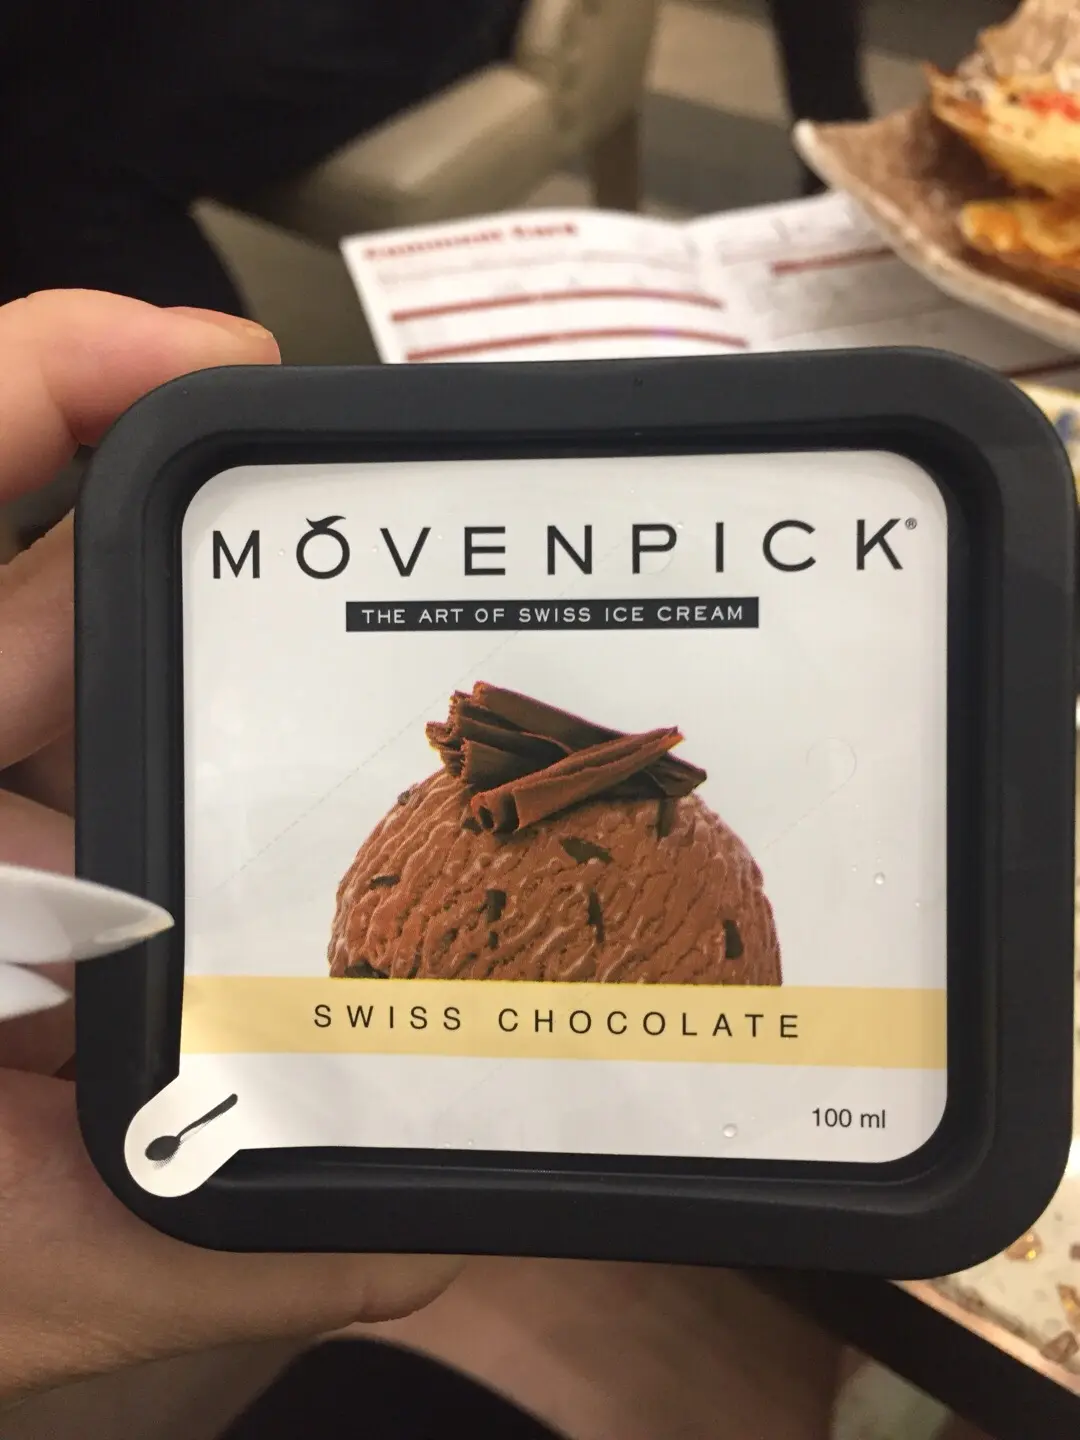 MÖVENPICK®
THE ART OF SWISS ICE CREAM
SWISS CHOCOLATE
100 ml